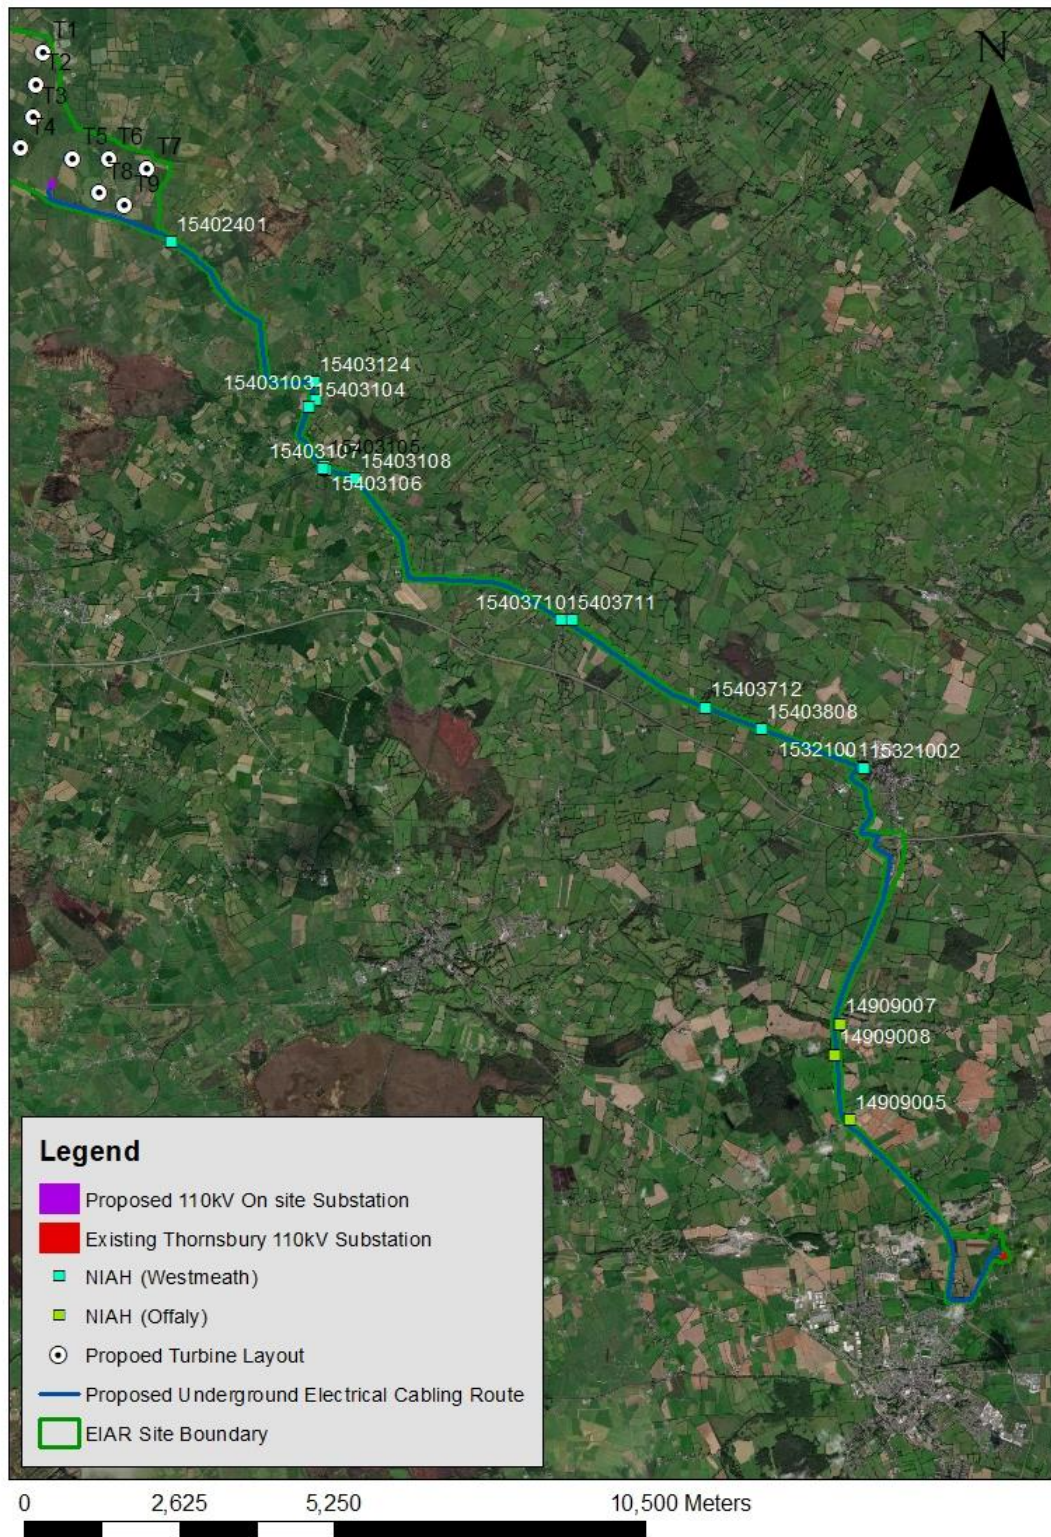 T1
N
T2
T3
T4
T5
T6
T7
T8
T9
15402401
15403124
15403103
15403104
15403107
15403105
15403108
15403106
15403710
15403711
15403712
15403808
15321001
15321002
14909007
14909008
14909005
Legend
Proposed 110kV On site Substation
Existing Thornsbury 110kV Substation
NIAH (Westmeath)
NIAH (Offaly)
Propoed Turbine Layout
Proposed Underground Electrical Cabling Route
EIAR Site Boundary
0 2,625 5,250 10,500 Meters